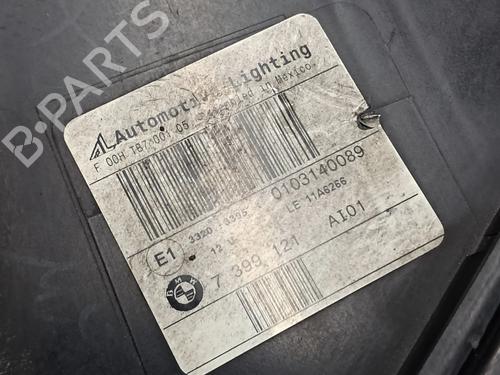 Automotive Lighting
F 00H T87 001 05 Assembled in Mexico
0103140089
LE 11A6266
E1
12 V
BMW
7 399 121
AI01
B-PARTS